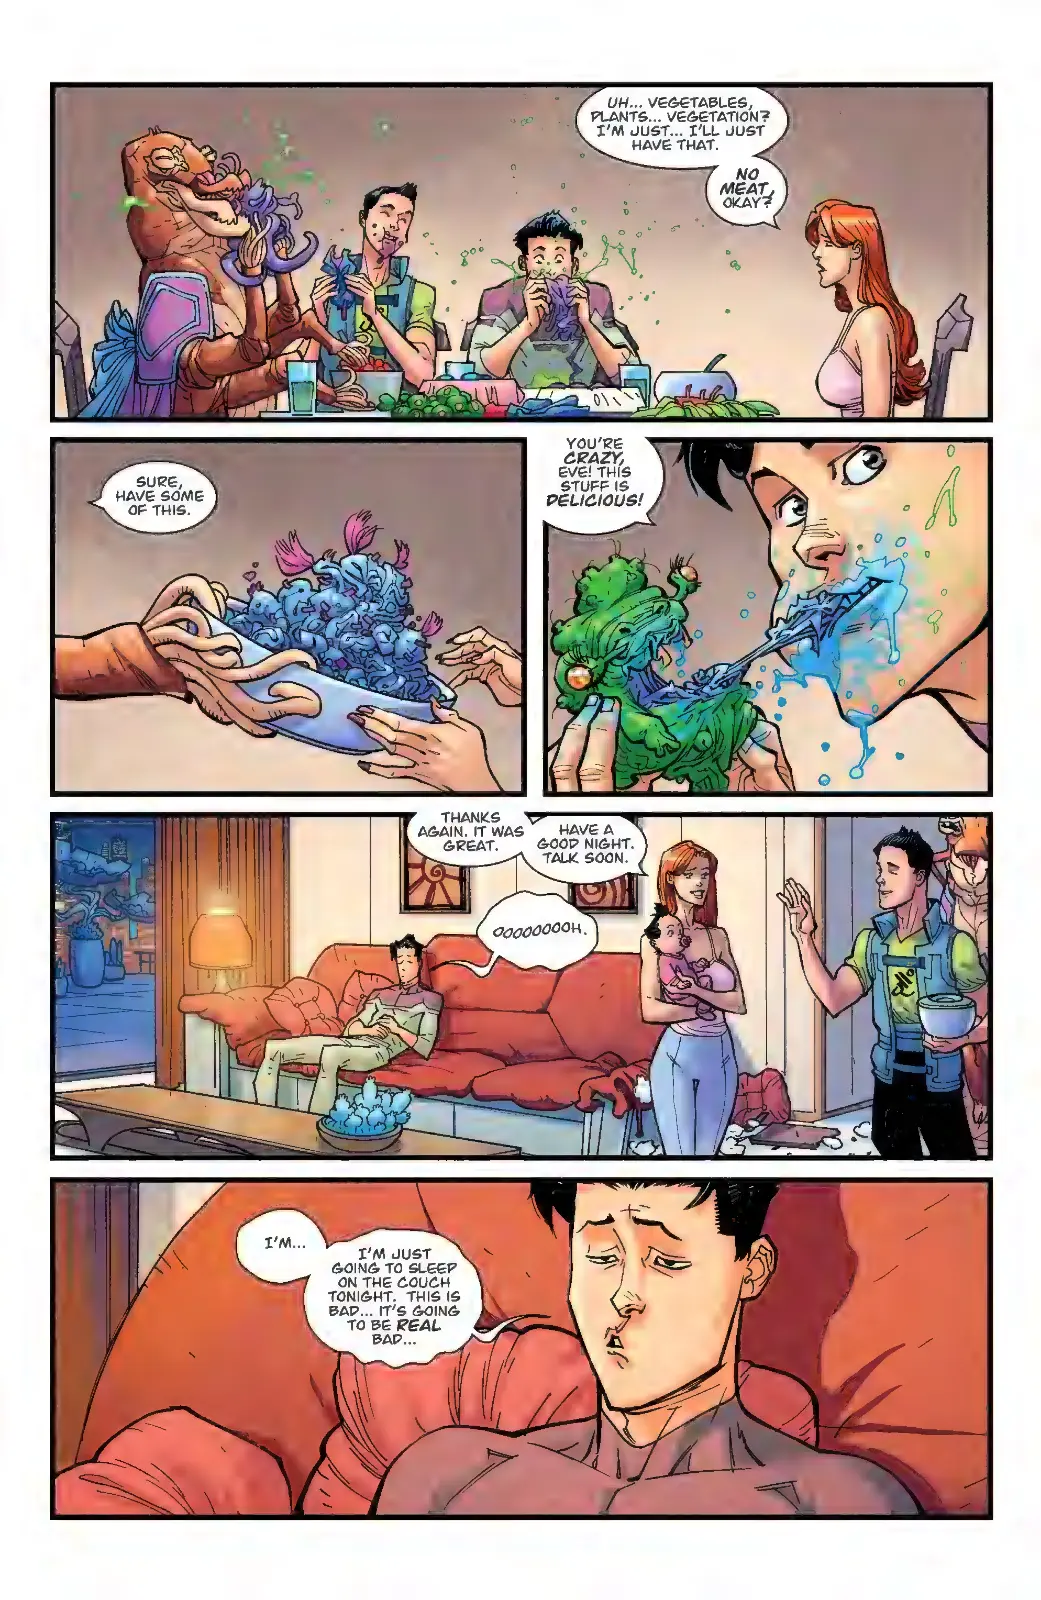 UH... VEGETABLES,
PLANTS... VEGETATION?
I'M JUST... I'LL JUST
HAVE THAT.
NO
MEAT,
OKAY?
SURE,
HAVE SOME
OF THIS.
YOU'RE
CRAZY,
EVE! THIS
STUFF IS
DELICIOUS!
THANKS
AGAIN. IT WAS
GREAT.
HAVE A
GOOD NIGHT.
TALK SOON.
OOOOOOOOH.
I'M...
I'M JUST
GOING TO SLEEP
ON THE COUCH
TONIGHT. THIS IS
BAD... IT'S GOING
TO BE REAL
BAD...